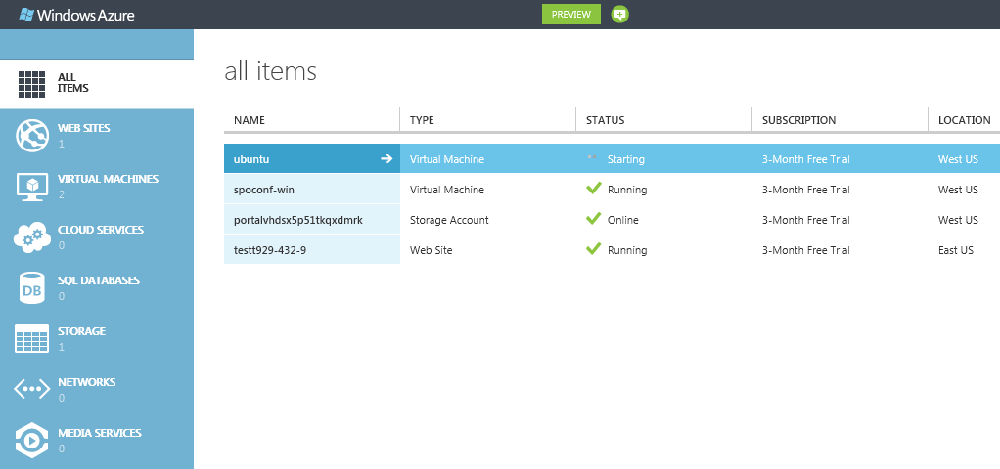 Windows Azure
PREVIEW
ALL
ITEMS
WEB SITES
1
VIRTUAL MACHINES
2
CLOUD SERVICES
0
DB
SQL DATABASES
0
STORAGE
1
NETWORKS
0
MEDIA SERVICES
0
all items
NAME TYPE STATUS SUBSCRIPTION LOCATION
ubuntu Virtual Machine Starting 3-Month Free Trial West US
spoconf-win Virtual Machine Running 3-Month Free Trial West US
portalvhdsx5p51tkqxdmrk Storage Account Online 3-Month Free Trial West US
testt929-432-9 Web Site Running 3-Month Free Trial East US